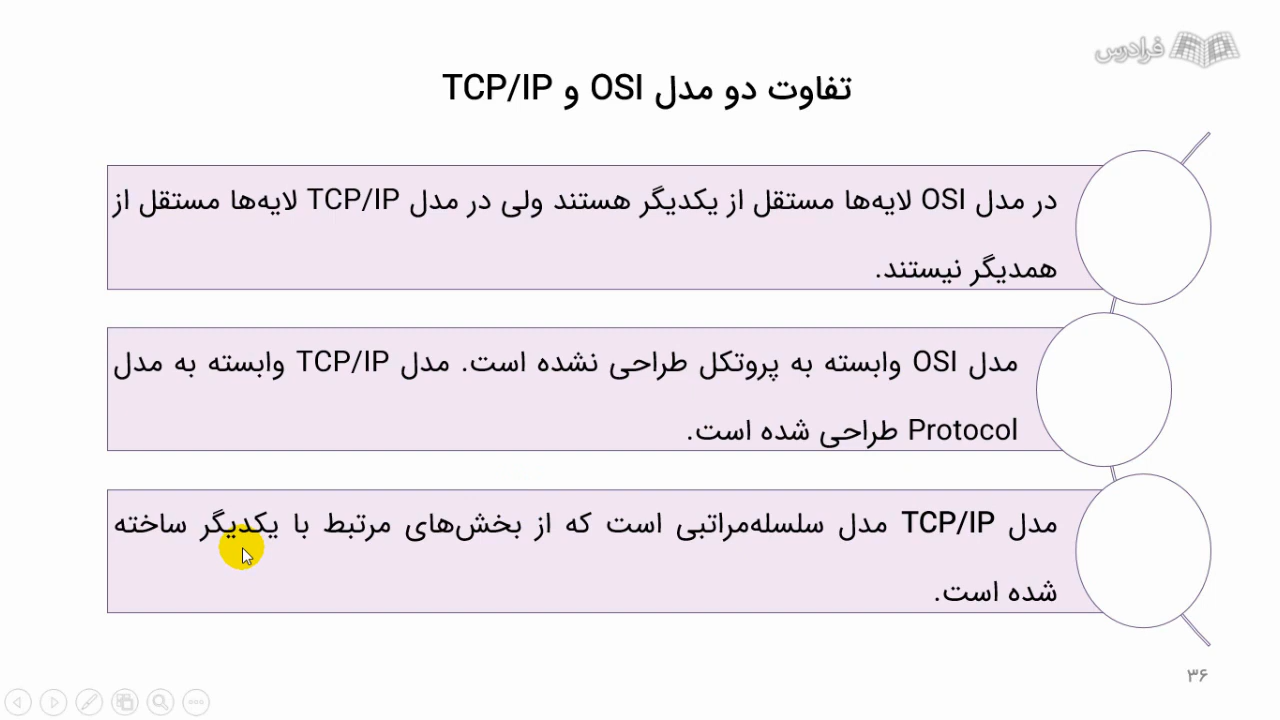 فرادرس
تفاوت دو مدل OSI و TCP/IP
در مدل OSI لایه‌ها مستقل از یکدیگر هستند ولی در مدل TCP/IP لایه‌ها مستقل از
همدیگر نیستند.
مدل OSI وابسته به پروتکل طراحی نشده است. مدل TCP/IP وابسته به مدل
Protocol طراحی شده است.
مدل TCP/IP مدل سلسله‌مراتبی است که از بخش‌های مرتبط با یکدیگر ساخته
شده است.
۳۶